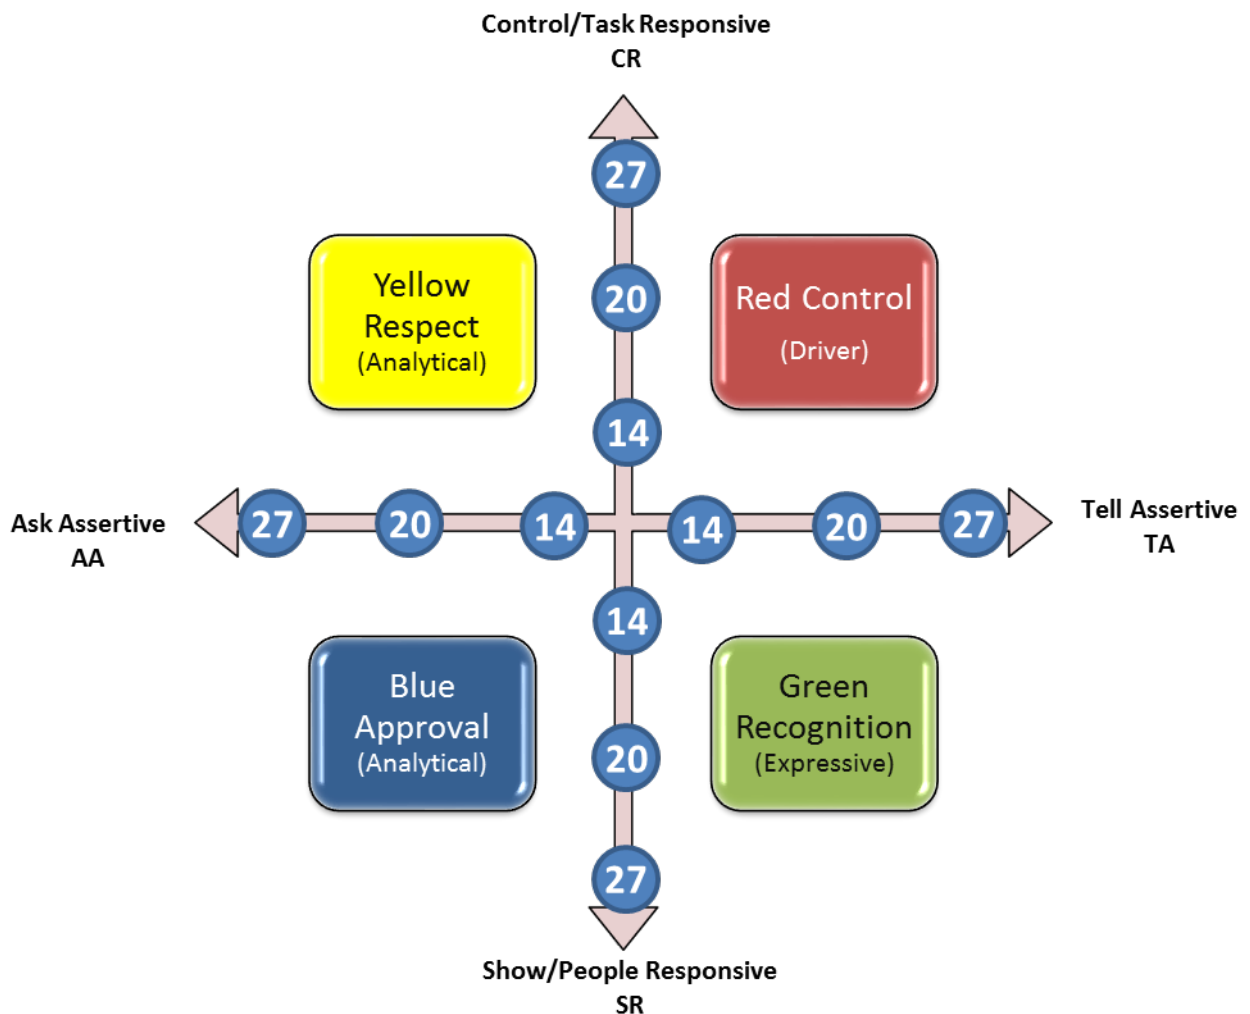 Control/Task Responsive
CR
27
20
14
Yellow
Respect
(Analytical)
Red Control
(Driver)
Ask Assertive
AA
27
20
14
14
20
27
Tell Assertive
TA
14
20
27
Blue
Approval
(Analytical)
Green
Recognition
(Expressive)
Show/People Responsive
SR